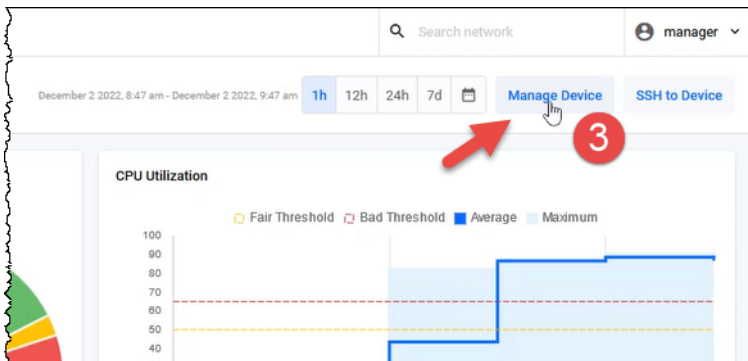 Search network
manager
December 2 2022, 8:47 am - December 2 2022, 9:47 am
1h
12h
24h
7d
Manage Device
SSH to Device
3
CPU Utilization
Fair Threshold
Bad Threshold
Average
Maximum
100
90
80
70
60
50
40